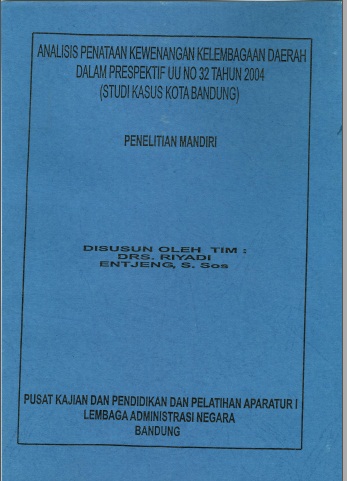 ANALISIS PENATAAN KEWENANGAN KELEMBAGAAN DAERAH
DALAM PRESPEKTIF UU NO 32 TAHUN 2004
(STUDI KASUS KOTA BANDUNG)
PENELITIAN MANDIRI
DISUSUN OLEH TIM :
DRS. RIYADI
ENTJENG, S. Sos
PUSAT KAJIAN DAN PENDIDIKAN DAN PELATIHAN APARATUR I
LEMBAGA ADMINISTRASI NEGARA
BANDUNG